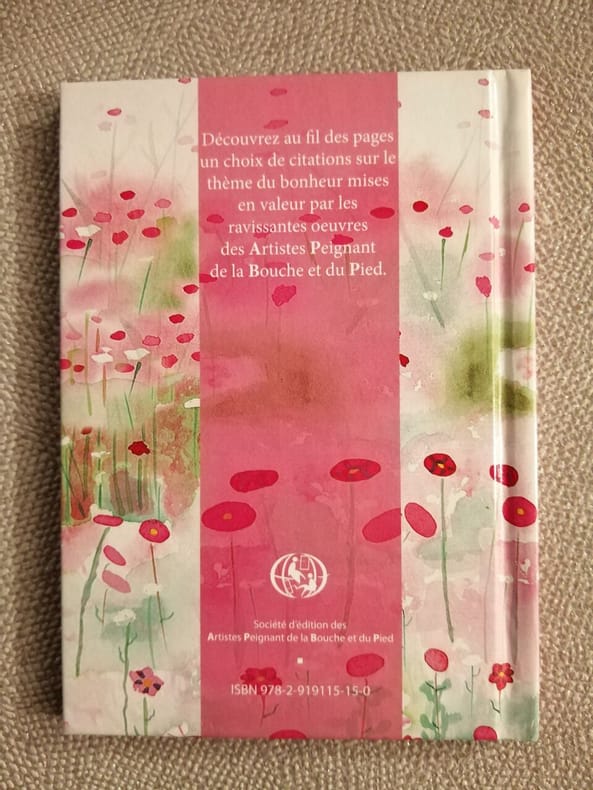 Découvrez au fil des pages
un choix de citations sur le
thème du bonheur mises
en valeur par les
ravissantes oeuvres
des Artistes Peignant
de la Bouche et du Pied.
Société d'édition des
Artistes Peignant de la Bouche et du Pied
ISBN 978-2-919115-15-0